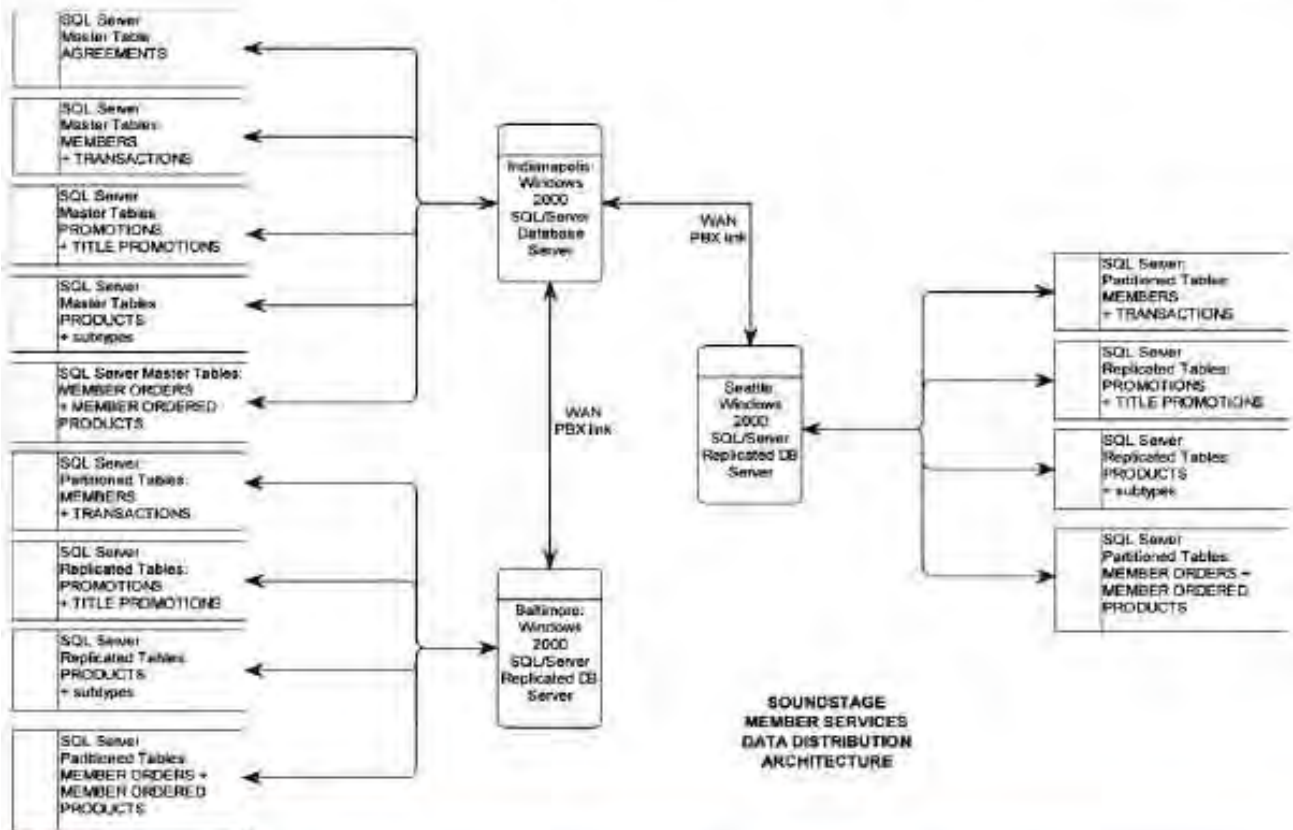 SQL Server
Master Table
AGREEMENTS
SQL Server
Master Tables:
MEMBERS
+ TRANSACTIONS
SQL Server
Master Tables:
PROMOTIONS
+ TITLE PROMOTIONS
SQL Server
Master Tables
PRODUCTS
+ subtypes
SQL Server Master Tables:
MEMBER ORDERS
+ MEMBER ORDERED
PRODUCTS
SQL Server
Partitioned Tables:
MEMBERS
+ TRANSACTIONS
SQL Server
Replicated Tables:
PROMOTIONS
+ TITLE PROMOTIONS
SQL Server
Replicated Tables
PRODUCTS
+ subtypes
SQL Server
Partitioned Tables
MEMBER ORDERS +
MEMBER ORDERED
PRODUCTS
Indianapolis:
Windows
2000
SQL/Server
Database
Server
WAN
PBX link
WAN
PBX link
Seattle:
Windows
2000
SQL/Server
Replicated DB
Server
Baltimore:
Windows
2000
SQL/Server
Replicated DB
Server
SQL Server:
Partitioned Tables:
MEMBERS
+ TRANSACTIONS
SQL Server
Replicated Tables:
PROMOTIONS
+ TITLE PROMOTIONS
SQL Server
Replicated Tables
PRODUCTS
+ subtypes
SQL Server
Partitioned Tables:
MEMBER ORDERS +
MEMBER ORDERED
PRODUCTS
SOUNDSTAGE
MEMBER SERVICES
DATA DISTRIBUTION
ARCHITECTURE